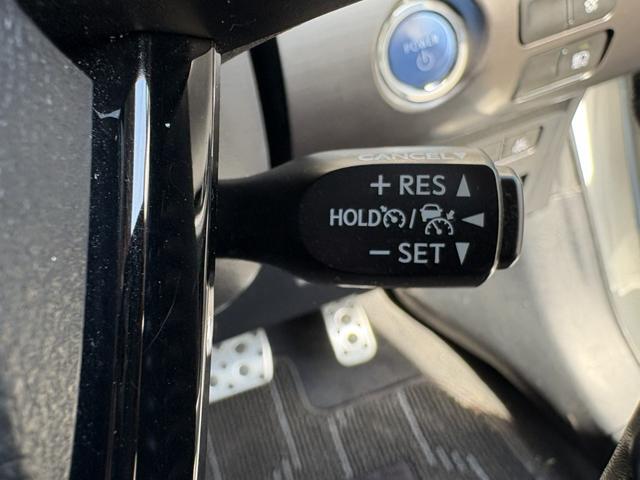 POWER
CANCEL
+ RES ▲
HOLD / ◀
− SET ▼